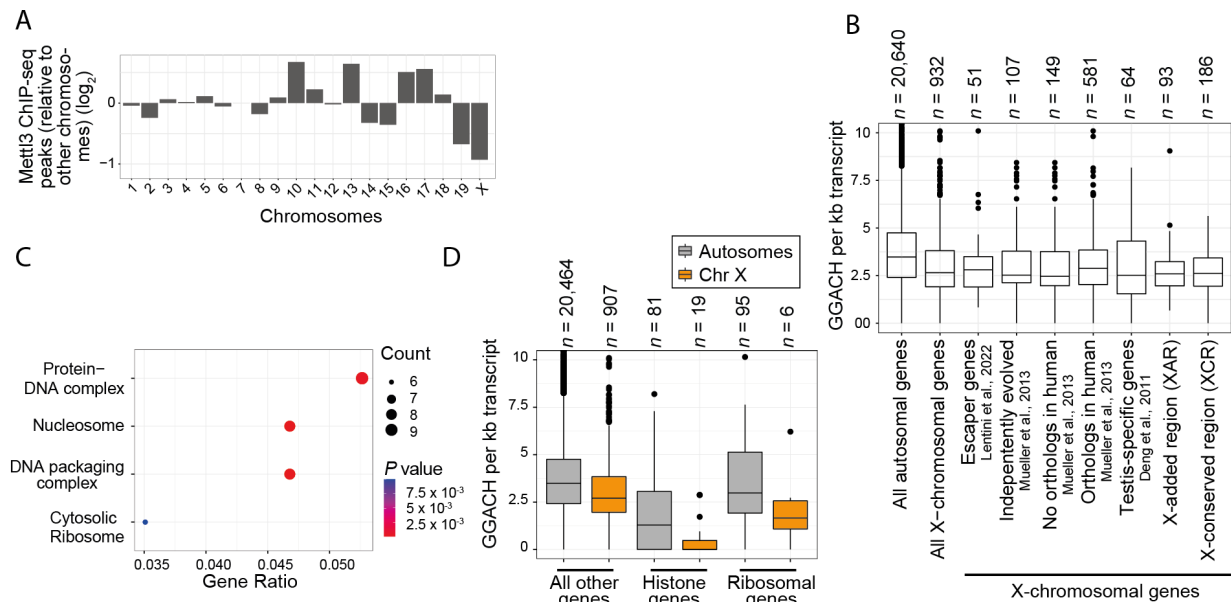 A
Mettl3 ChIP-seq
peaks (relative to
other chromoso-
mes) (log2)
0
−1
1
2
3
4
5
6
7
8
9
10
11
12
13
14
15
16
17
18
19
X
Chromosomes
B
n = 20,640
n = 932
n = 51
n = 107
n = 149
n = 581
n = 64
n = 93
n = 186
GGACH per kb transcript
10
7.5
5.0
2.5
00
All autosomal genes
All X−chromosomal genes
Escaper genes
Lentini et al., 2022
Indepentently evolved
Mueller et al., 2013
No orthologs in human
Mueller et al., 2013
Orthologs in human
Mueller et al., 2013
Testis-specific genes
Deng et al., 2011
X-added region (XAR)
X-conserved region (XCR)
X-chromosomal genes
C
Protein−
DNA complex
Nucleosome
DNA packaging
complex
Cytosolic
Ribosome
0.035
0.040
0.045
0.050
Gene Ratio
Count
6
7
8
9
P value
7.5 x 10-3
5.0 x 10-3
2.5 x 10-3
D
Autosomes
Chr X
n = 20,464
n = 907
n = 81
n = 19
n = 95
n = 6
GGACH per kb transcript
10
7.5
5.0
2.5
0
All other
genes
Histone
genes
Ribosomal
genes